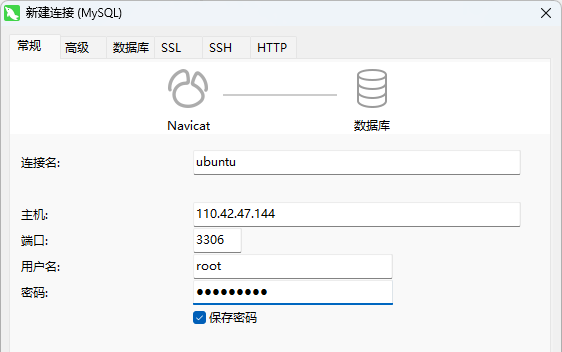 新建连接 (MySQL)
常规 高级 数据库 SSL SSH HTTP
Navicat 数据库
连接名: ubuntu
主机: 110.42.47.144
端口: 3306
用户名: root
密码: ●●●●●●●●●
保存密码